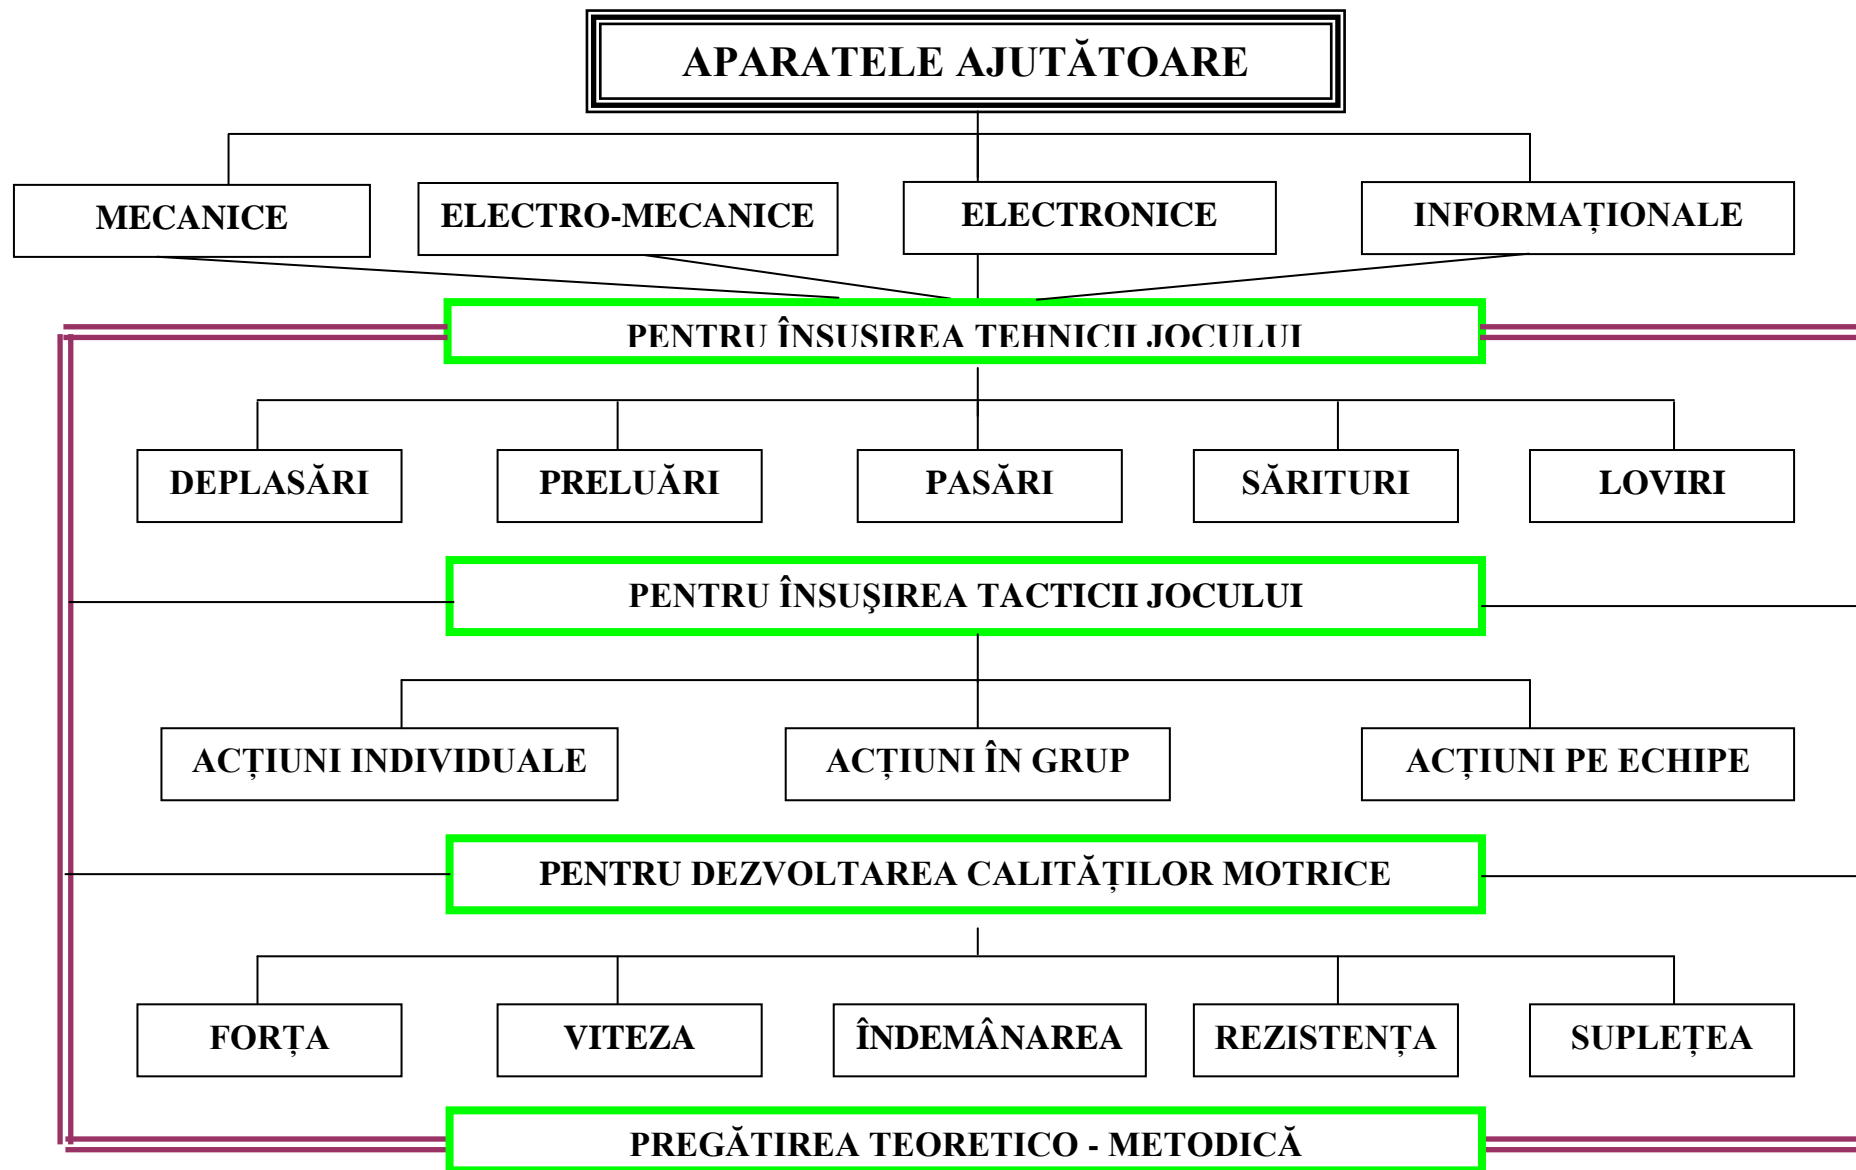 APARATELE AJUTĂTOARE
MECANICE
ELECTRO-MECANICE
ELECTRONICE
INFORMAȚIONALE
PENTRU ÎNSUSIREA TEHNICII JOCULUI
DEPLASĂRI
PRELUĂRI
PASĂRI
SĂRITURI
LOVIRI
PENTRU ÎNSUŞIREA TACTICII JOCULUI
ACȚIUNI INDIVIDUALE
ACȚIUNI ÎN GRUP
ACȚIUNI PE ECHIPE
PENTRU DEZVOLTAREA CALITĂȚILOR MOTRICE
FORȚA
VITEZA
ÎNDEMÂNAREA
REZISTENȚA
SUPLEȚEA
PREGĂTIREA TEORETICO - METODICĂ